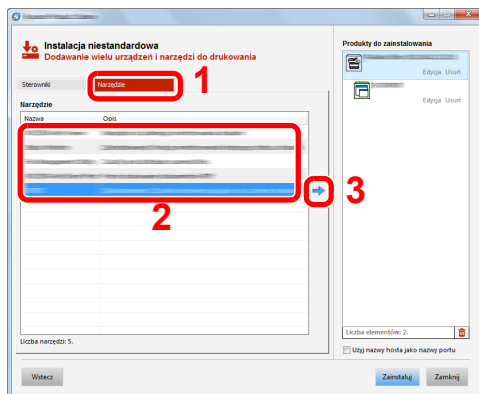 Instalacja niestandardowa
Dodawanie wielu urządzeń i narzędzi do drukowania
Sterowniki
Narzędzie
1
Narzędzie
Nazwa Opis
2
3
Liczba narzędzi: 5.
Produkty do zainstalowania
Edycja Usuń
Edycja Usuń
Liczba elementów: 2.
Użyj nazwy hosta jako nazwy portu
Wstecz
Zainstaluj
Zamknij